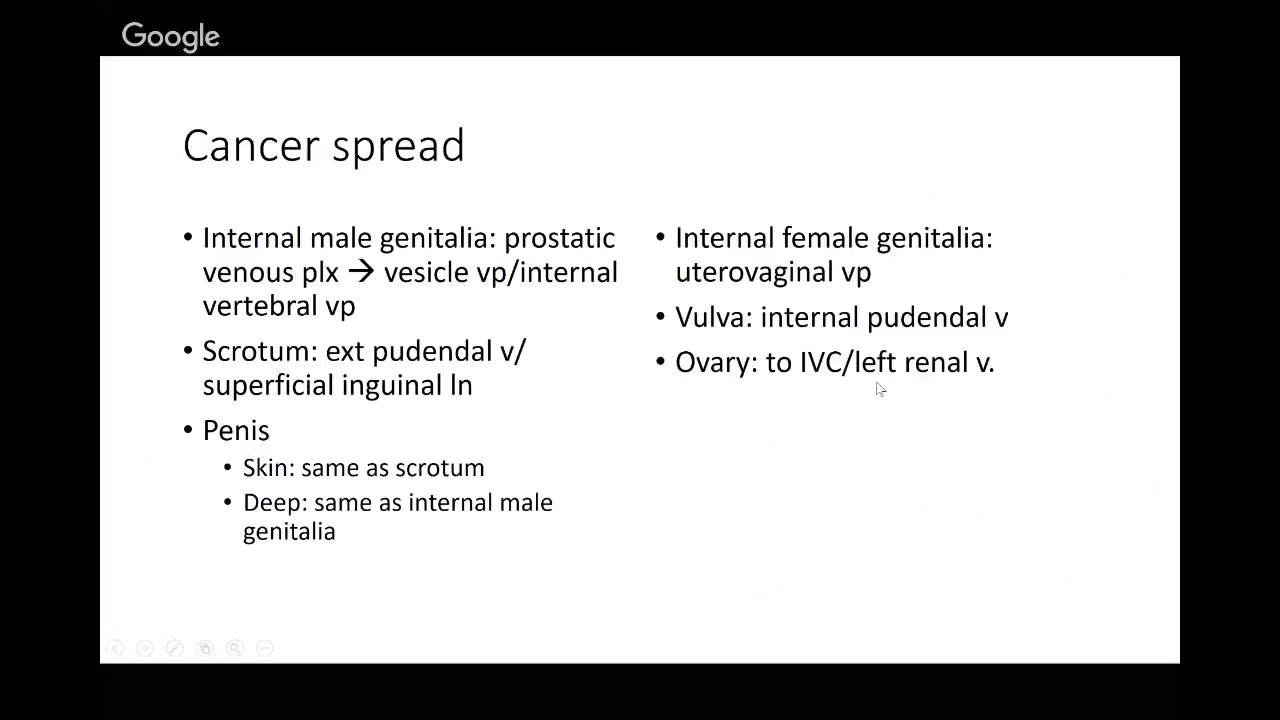 Google
Cancer spread
• Internal male genitalia: prostatic
venous plx → vesicle vp/internal
vertebral vp
• Scrotum: ext pudendal v/
superficial inguinal ln
• Penis
• Skin: same as scrotum
• Deep: same as internal male
genitalia
• Internal female genitalia:
uterovaginal vp
• Vulva: internal pudendal v
• Ovary: to IVC/left renal v.